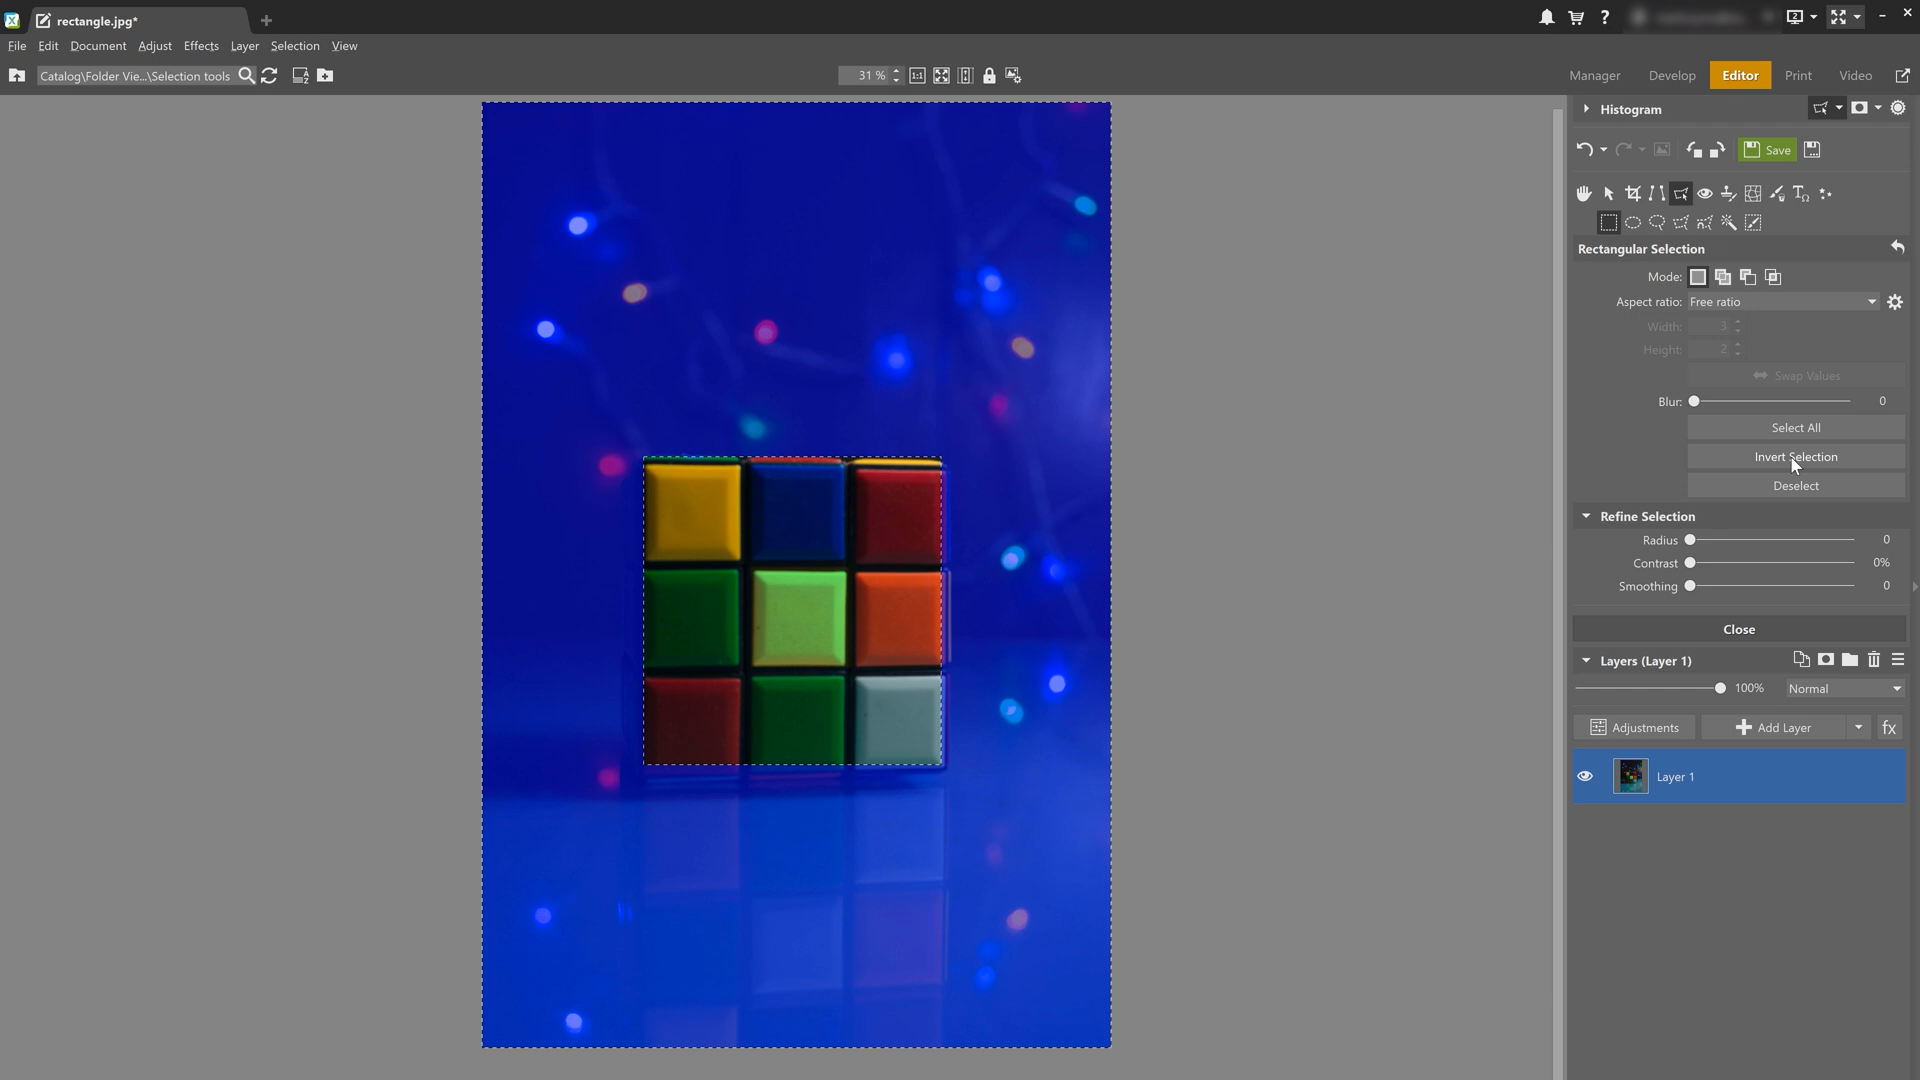 rectangle.jpg*
File Edit Document Adjust Effects Layer Selection View
Catalog\Folder Vie...\Selection tools
31 %
1:1
Manager Develop Editor Print Video
Histogram
Save
Rectangular Selection
Mode:
Aspect ratio: Free ratio
Width: 3
Height: 2
Swap Values
Blur: 0
Select All
Invert Selection
Deselect
Refine Selection
Radius 0
Contrast 0%
Smoothing 0
Close
Layers (Layer 1)
100% Normal
Adjustments Add Layer fx
Layer 1